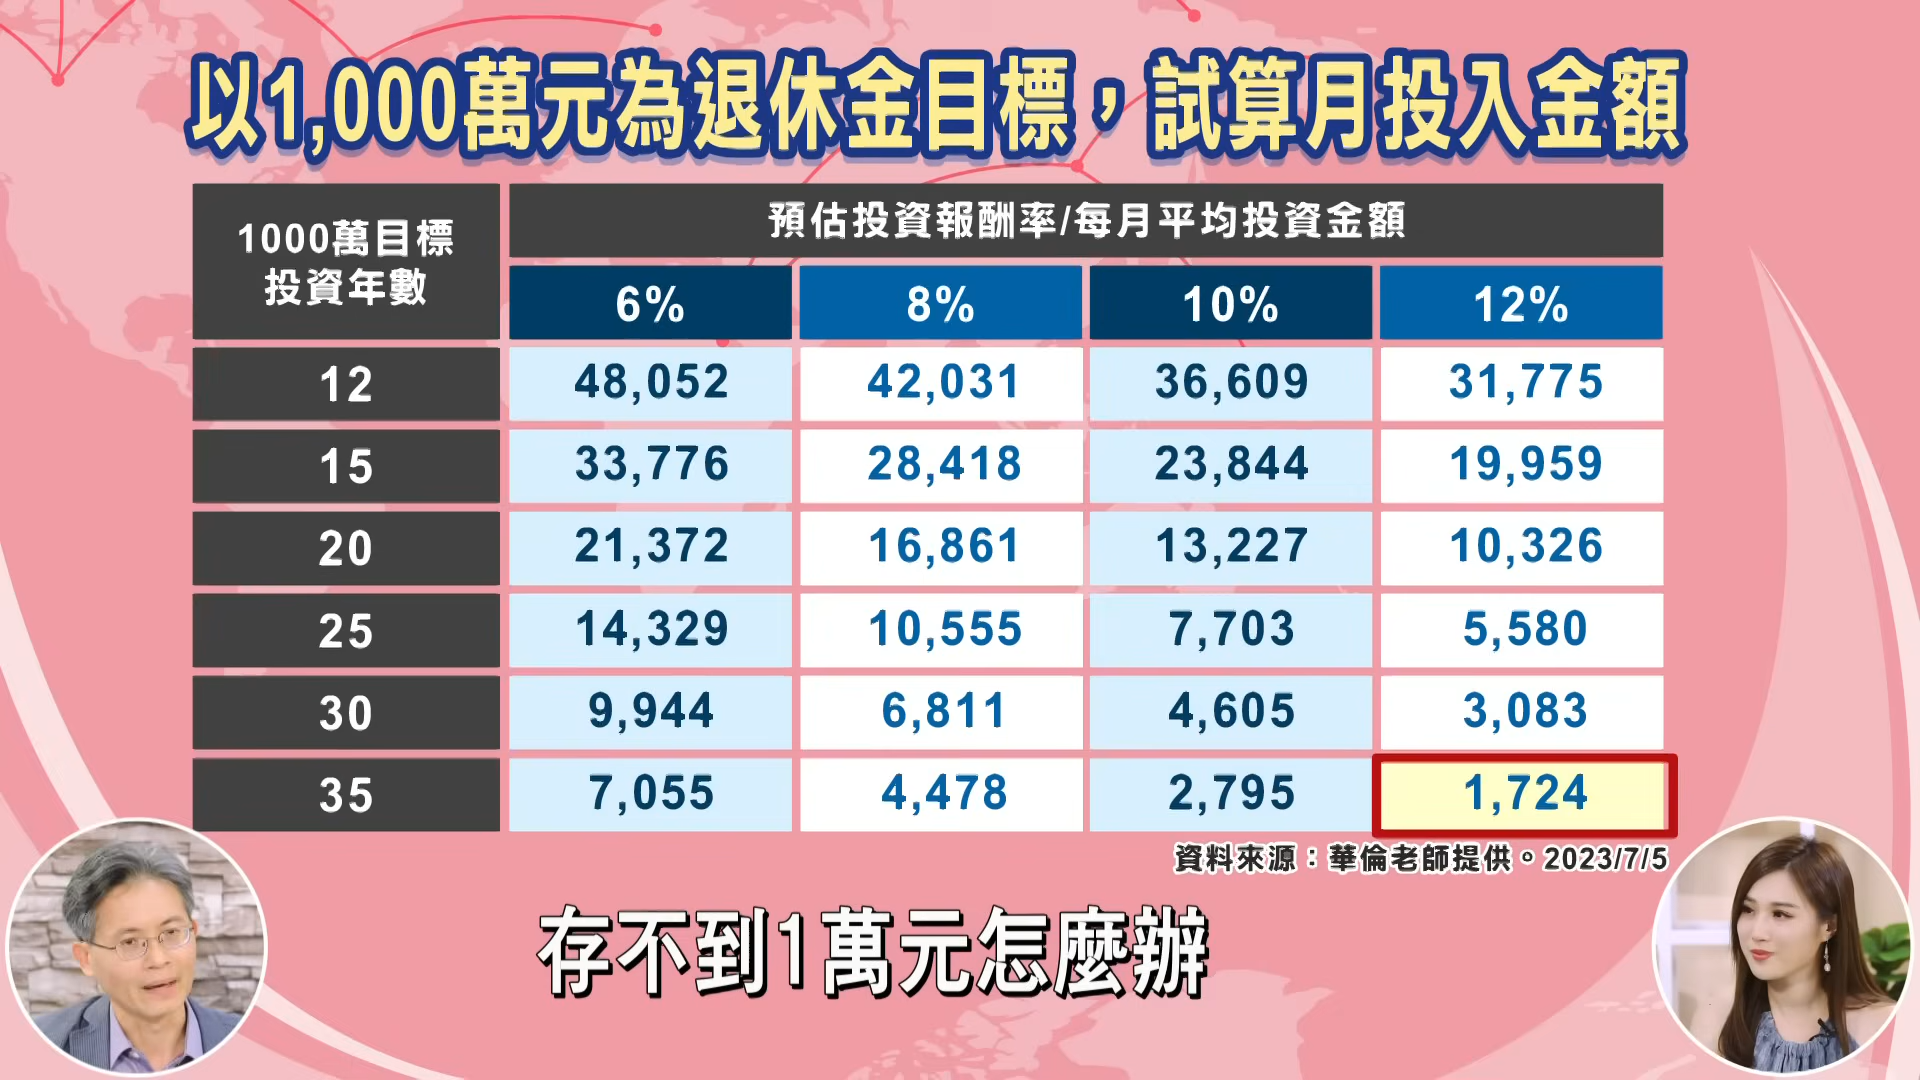 以1,000萬元為退休金目標，試算月投入金額
1000萬目標
投資年數
預估投資報酬率/每月平均投資金額
6% 8% 10% 12%
12 48,052 42,031 36,609 31,775
15 33,776 28,418 23,844 19,959
20 21,372 16,861 13,227 10,326
25 14,329 10,555 7,703 5,580
30 9,944 6,811 4,605 3,083
35 7,055 4,478 2,795 1,724
資料來源：華倫老師提供。2023/7/5
存不到1萬元怎麼辦